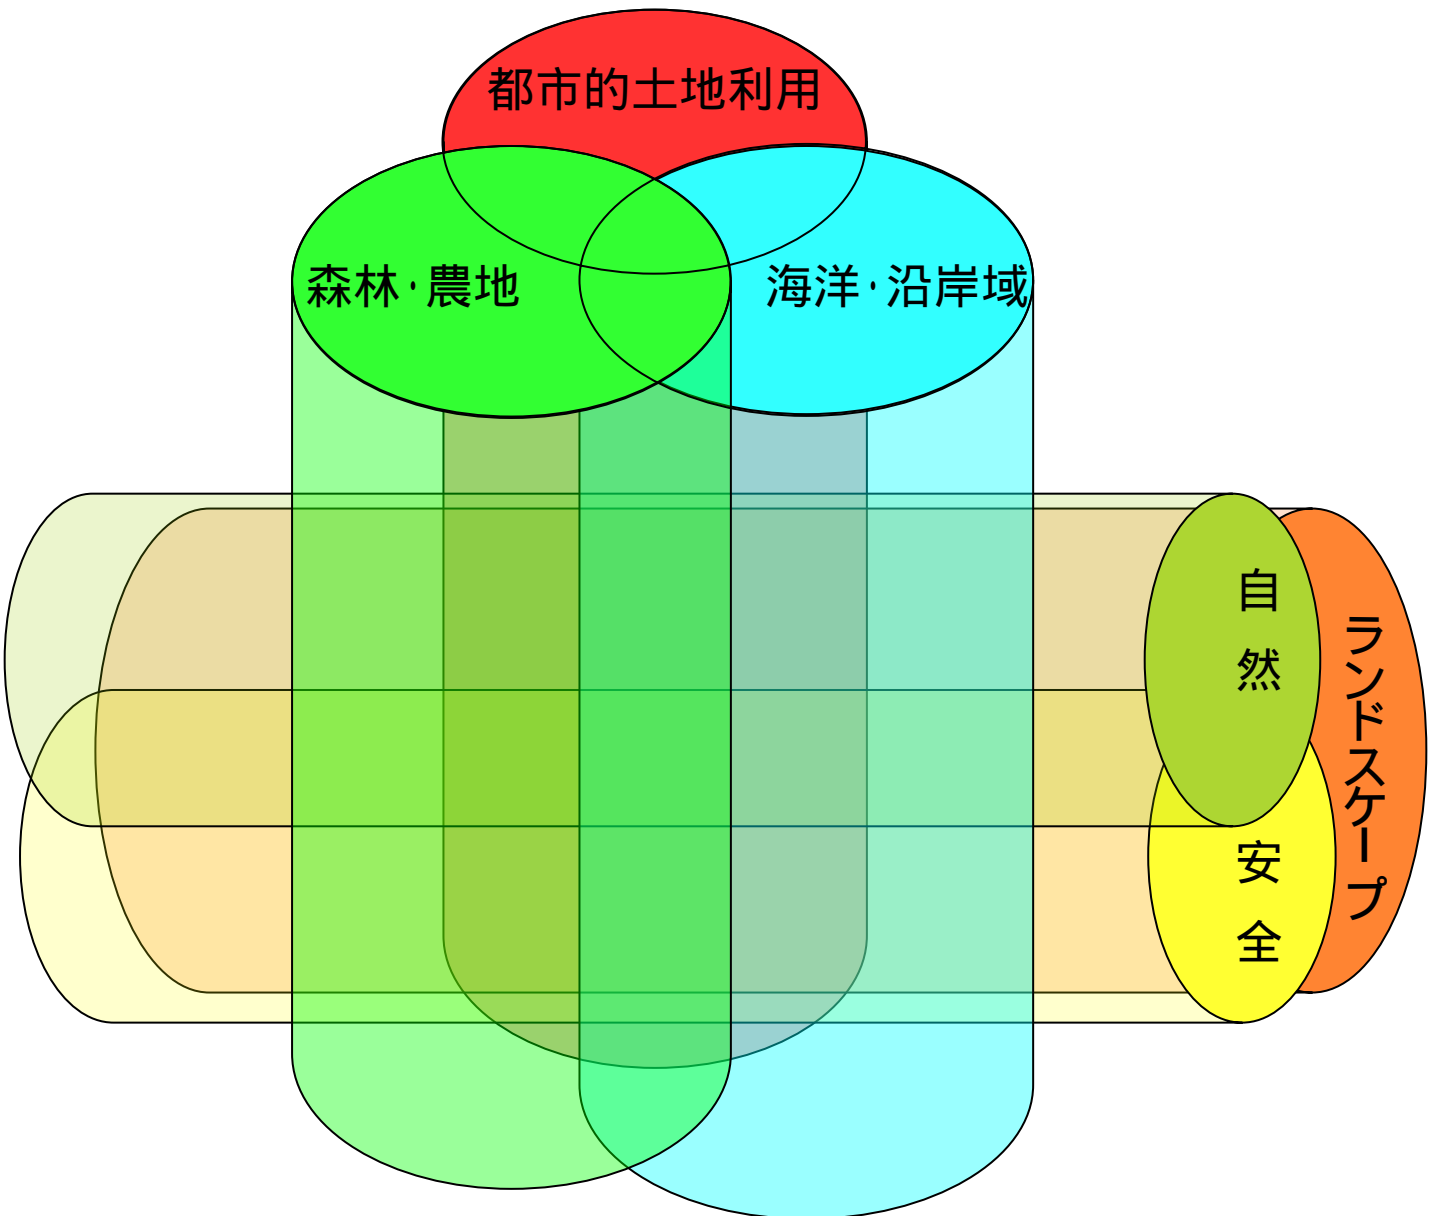 都市的土地利用
森林・農地
海洋・沿岸域
自然
安全
ランドスケープ